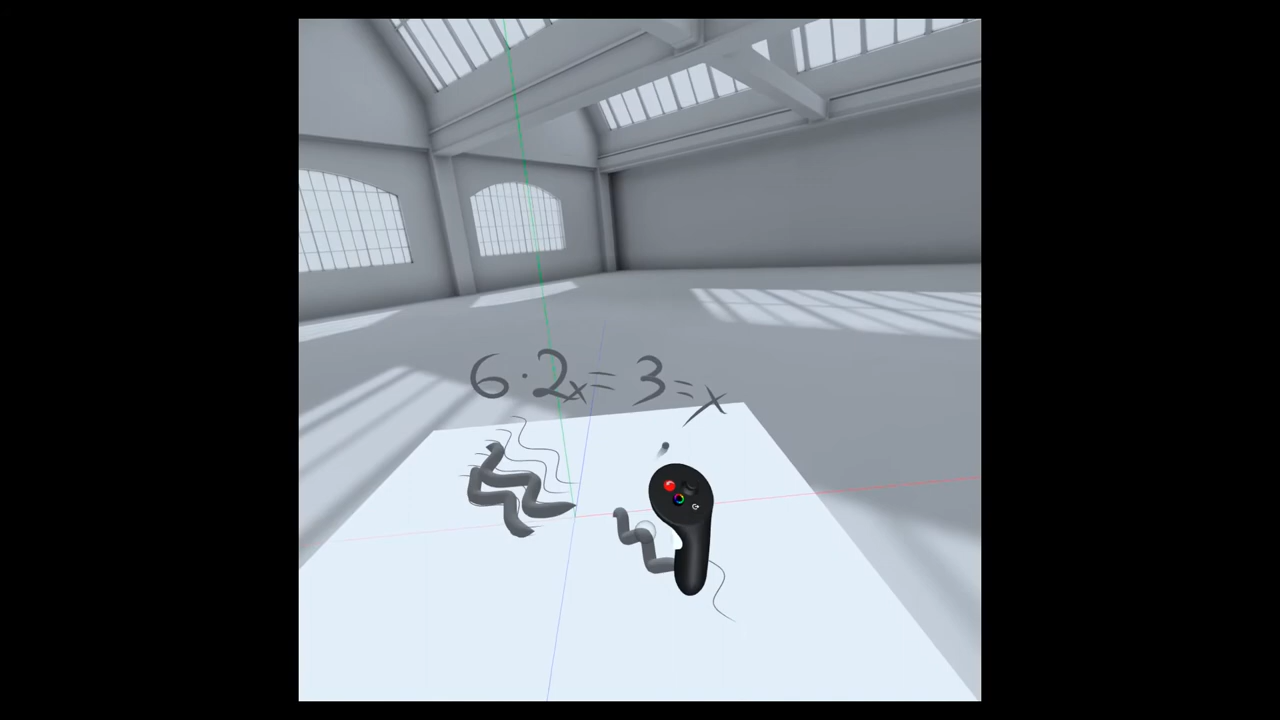 6·2x = 3 = x